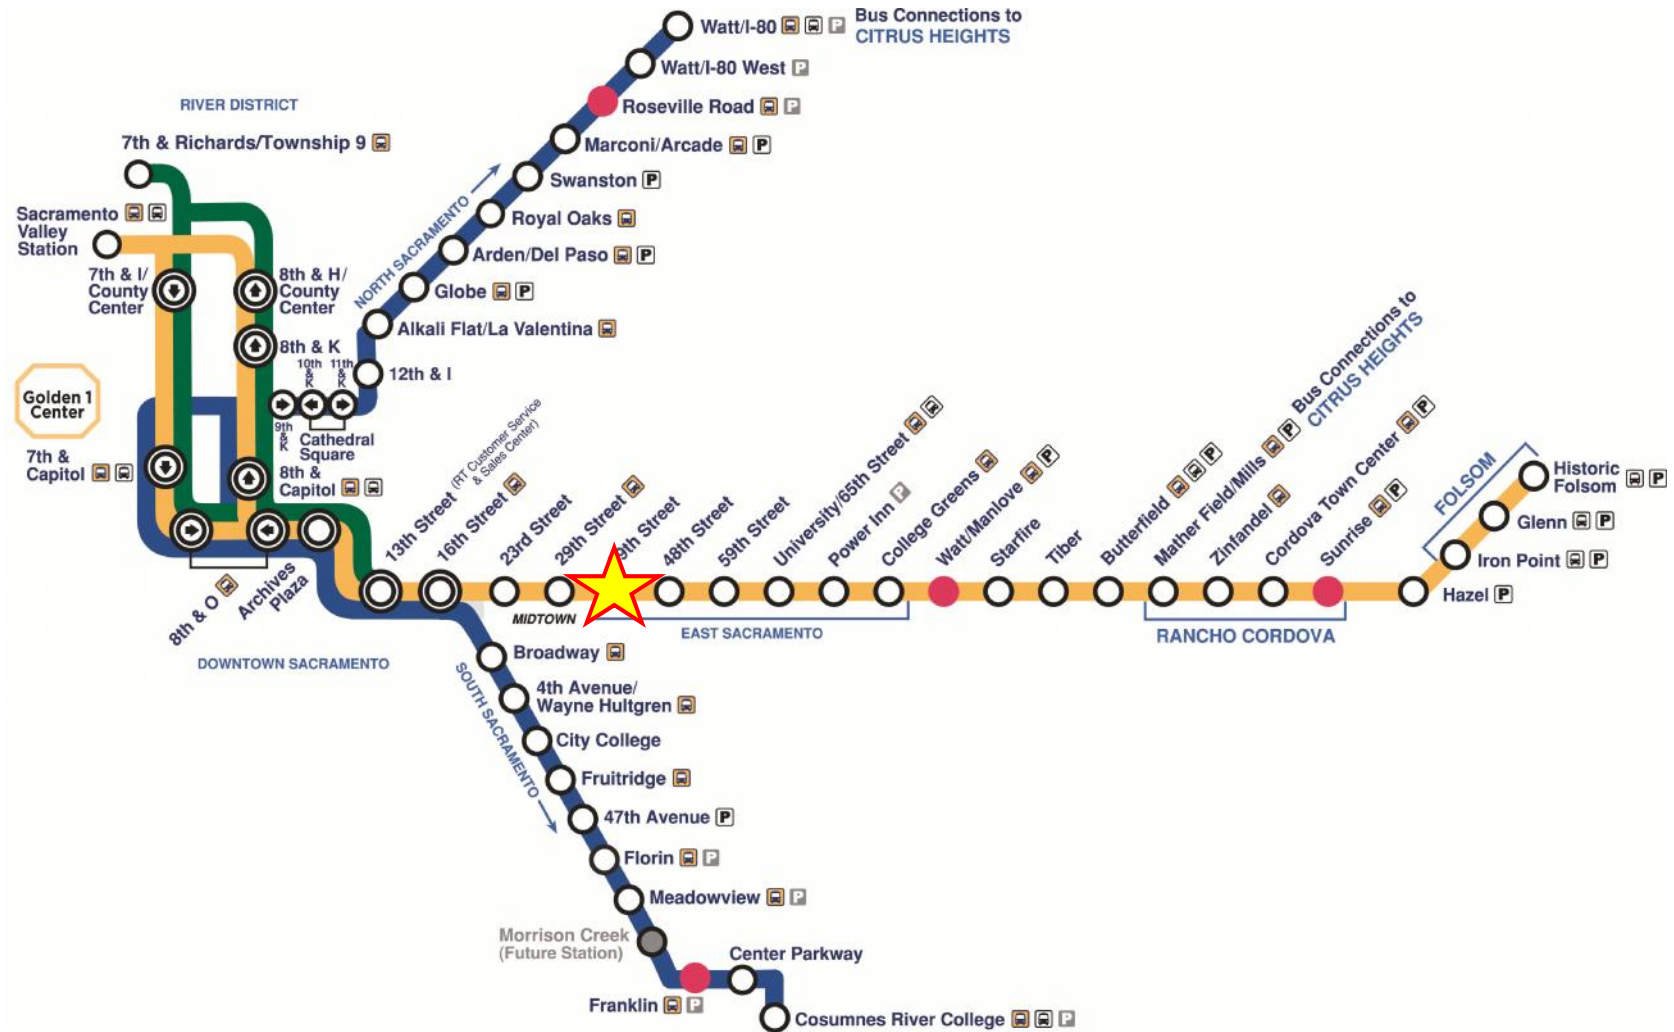 Watt/I-80
P
Bus Connections to
CITRUS HEIGHTS
Watt/I-80 West P
Roseville Road P
Marconi/Arcade P
Swanston P
Royal Oaks
Arden/Del Paso P
Globe P
Alkali Flat/La Valentina
12th & I
NORTH SACRAMENTO
RIVER DISTRICT
7th & Richards/Township 9
Sacramento
Valley
Station
7th & I/
County
Center
8th & H/
County
Center
8th & K
10th
&
K
11th
&
K
9th
&
K
Cathedral
Square
Golden 1
Center
7th &
Capitol
8th &
Capitol
8th & O
Archives
Plaza
DOWNTOWN SACRAMENTO
13th Street
(RT Customer Service
& Sales Center)
16th Street
23rd Street
29th Street
9th Street
48th Street
59th Street
University/65th Street
Power Inn P
College Greens
Watt/Manlove P
Starfire
Tiber
Butterfield P
Mather Field/Mills P
Bus Connections to
CITRUS HEIGHTS
Zinfandel
Cordova Town Center P
Sunrise P
MIDTOWN
EAST SACRAMENTO
RANCHO CORDOVA
FOLSOM
Historic
Folsom P
Glenn P
Iron Point P
Hazel P
SOUTH SACRAMENTO
Broadway
4th Avenue/
Wayne Hultgren
City College
Fruitridge
47th Avenue P
Florin P
Meadowview P
Morrison Creek
(Future Station)
Franklin P
Center Parkway
Cosumnes River College P